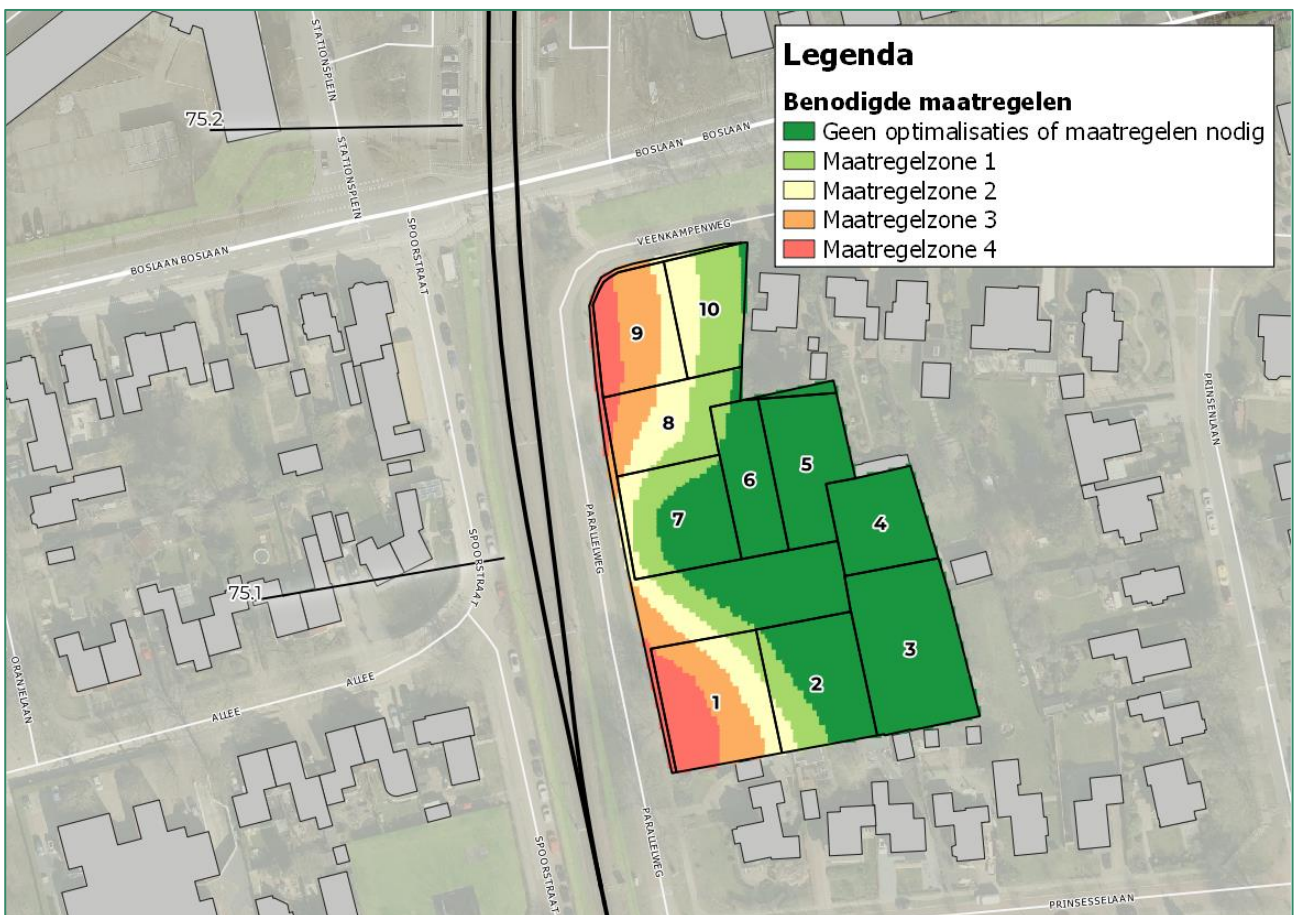 Legenda
Benodigde maatregelen
Geen optimalisaties of maatregelen nodig
Maatregelzone 1
Maatregelzone 2
Maatregelzone 3
Maatregelzone 4
STATIONSPLEIN
75.2
STATIONSPLEIN
BOSLAAN
BOSLAAN
SPOORSTRAAT
VEENKAMPENWEG
BOSLAAN
BOSLAAN
10
9
PRINSENLAAN
8
5
6
7
4
PARALLELWEG
SPOORSTRAAT
75.1
3
ORANJELAAN
ALLEE
2
1
ALLEE
PARALLELWEG
SPOORSTRAAT
PRINSESSELAAN